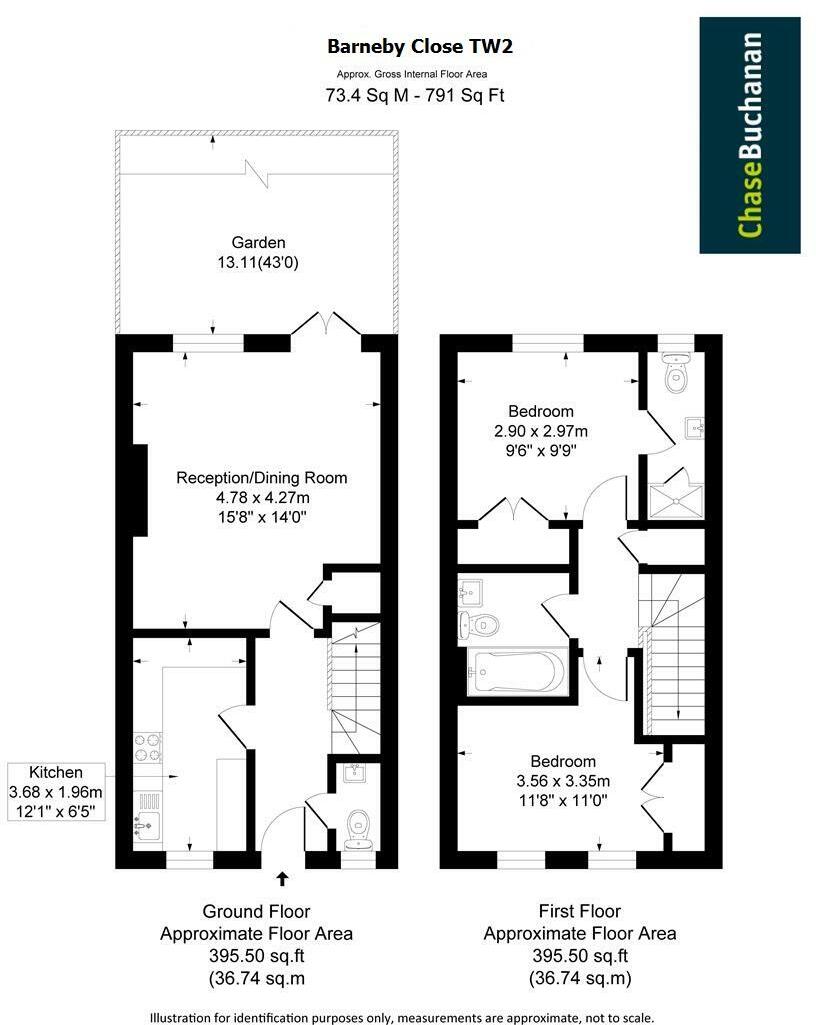 Barneby Close TW2
Approx. Gross Internal Floor Area
73.4 Sq M - 791 Sq Ft
ChaseBuchanan
Garden
13.11(43'0)
Reception/Dining Room
4.78 x 4.27m
15'8" x 14'0"
Kitchen
3.68 x 1.96m
12'1" x 6'5"
Bedroom
2.90 x 2.97m
9'6" x 9'9"
Bedroom
3.56 x 3.35m
11'8" x 11'0"
Ground Floor
Approximate Floor Area
395.50 sq.ft
(36.74 sq.m
First Floor
Approximate Floor Area
395.50 sq.ft
(36.74 sq.m)
Illustration for identification purposes only, measurements are approximate, not to scale.